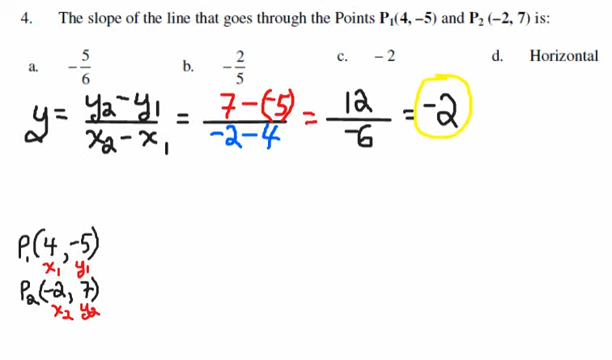 4. The slope of the line that goes through the Points P₁(4, –5) and P₂ (–2, 7) is:
a. –5/6 b. –2/5 c. – 2 d. Horizontal
y = (y₂-y₁)/(x₂-x₁) = (7-(-5))/(-2-4) = 12/-6 = -2
P₁(4,-5)
x₁ y₁
P₂(-2, 7)
x₂ y₂